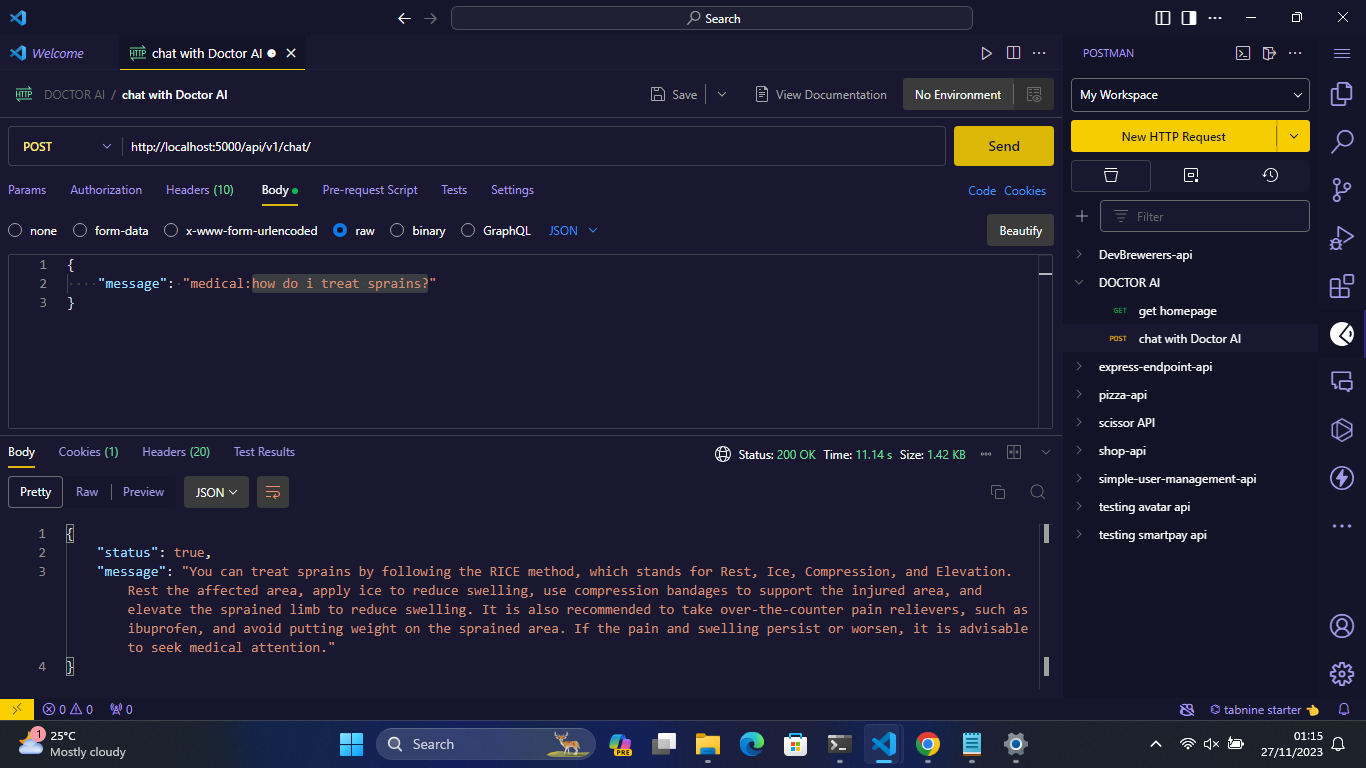 Search
Welcome
HTTP chat with Doctor AI
POSTMAN
HTTP DOCTOR AI / chat with Doctor AI
Save
View Documentation
No Environment
My Workspace
POST
http://localhost:5000/api/v1/chat/
Send
New HTTP Request
Params
Authorization
Headers (10)
Body
Pre-request Script
Tests
Settings
Code
Cookies
none
form-data
x-www-form-urlencoded
raw
binary
GraphQL
JSON
Beautify
Filter
1 {
2 "message": "medical:how do i treat sprains?"
3 }
DevBrewerers-api
DOCTOR AI
GET get homepage
POST chat with Doctor AI
express-endpoint-api
pizza-api
scissor API
shop-api
simple-user-management-api
testing avatar api
testing smartpay api
Body
Cookies (1)
Headers (20)
Test Results
Status: 200 OK Time: 11.14 s Size: 1.42 KB
Pretty
Raw
Preview
JSON
1 {
2 "status": true,
3 "message": "You can treat sprains by following the RICE method, which stands for Rest, Ice, Compression, and Elevation.
Rest the affected area, apply ice to reduce swelling, use compression bandages to support the injured area, and
elevate the sprained limb to reduce swelling. It is also recommended to take over-the-counter pain relievers, such as
ibuprofen, and avoid putting weight on the sprained area. If the pain and swelling persist or worsen, it is advisable
to seek medical attention."
4 }
0 0 0
tabnine starter
1
25°C
Mostly cloudy
Search
PRE
01:15
27/11/2023